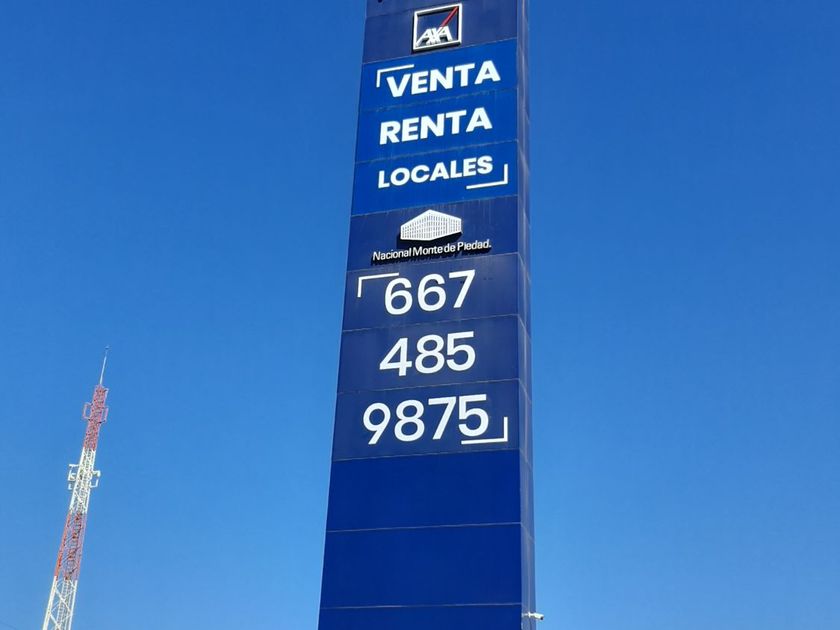 AXA
VENTA
RENTA
LOCALES
Nacional Monte de Piedad.
667
485
9875